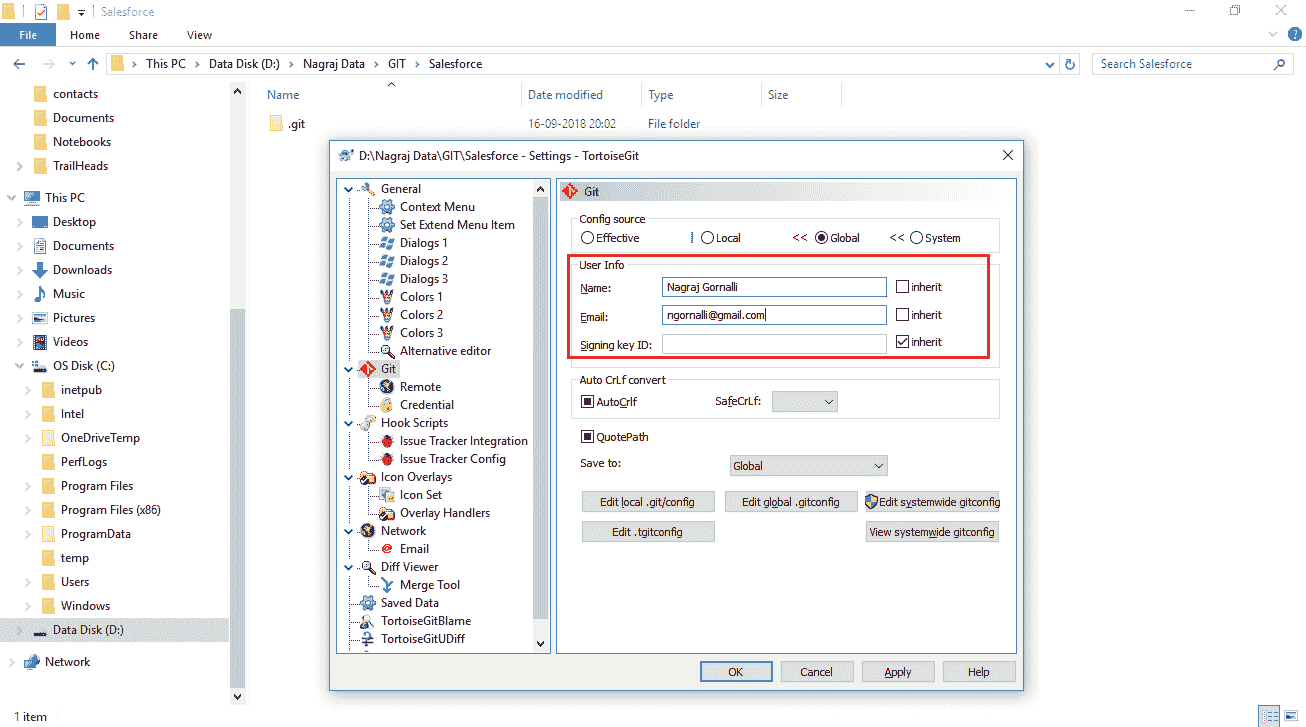 Salesforce
File Home Share View
This PC Data Disk (D:) Nagraj Data GIT Salesforce
Search Salesforce
contacts
Documents
Notebooks
TrailHeads
This PC
Desktop
Documents
Downloads
Music
Pictures
Videos
OS Disk (C:)
inetpub
Intel
OneDriveTemp
PerfLogs
Program Files
Program Files (x86)
ProgramData
temp
Users
Windows
Data Disk (D:)
Network
1 item
Name Date modified Type Size
.git 16-09-2018 20:02 File folder
D:\Nagraj Data\GIT\Salesforce - Settings - TortoiseGit
General
Context Menu
Set Extend Menu Item
Dialogs 1
Dialogs 2
Dialogs 3
Colors 1
Colors 2
Colors 3
Alternative editor
Git
Remote
Credential
Hook Scripts
Issue Tracker Integration
Issue Tracker Config
Icon Overlays
Icon Set
Overlay Handlers
Network
Email
Diff Viewer
Merge Tool
Saved Data
TortoiseGitBlame
TortoiseGitUDiff
Git
Config source
Effective | Local << Global << System
User Info
Name: Nagraj Gornalli inherit
Email: ngornalli@gmail.com inherit
Signing key ID: inherit
Auto CrLf convert
AutoCrlf SafeCrLf:
QuotePath
Save to: Global
Edit local .git/config Edit global .gitconfig Edit systemwide gitconfig
Edit .tgitconfig View systemwide gitconfig
OK Cancel Apply Help